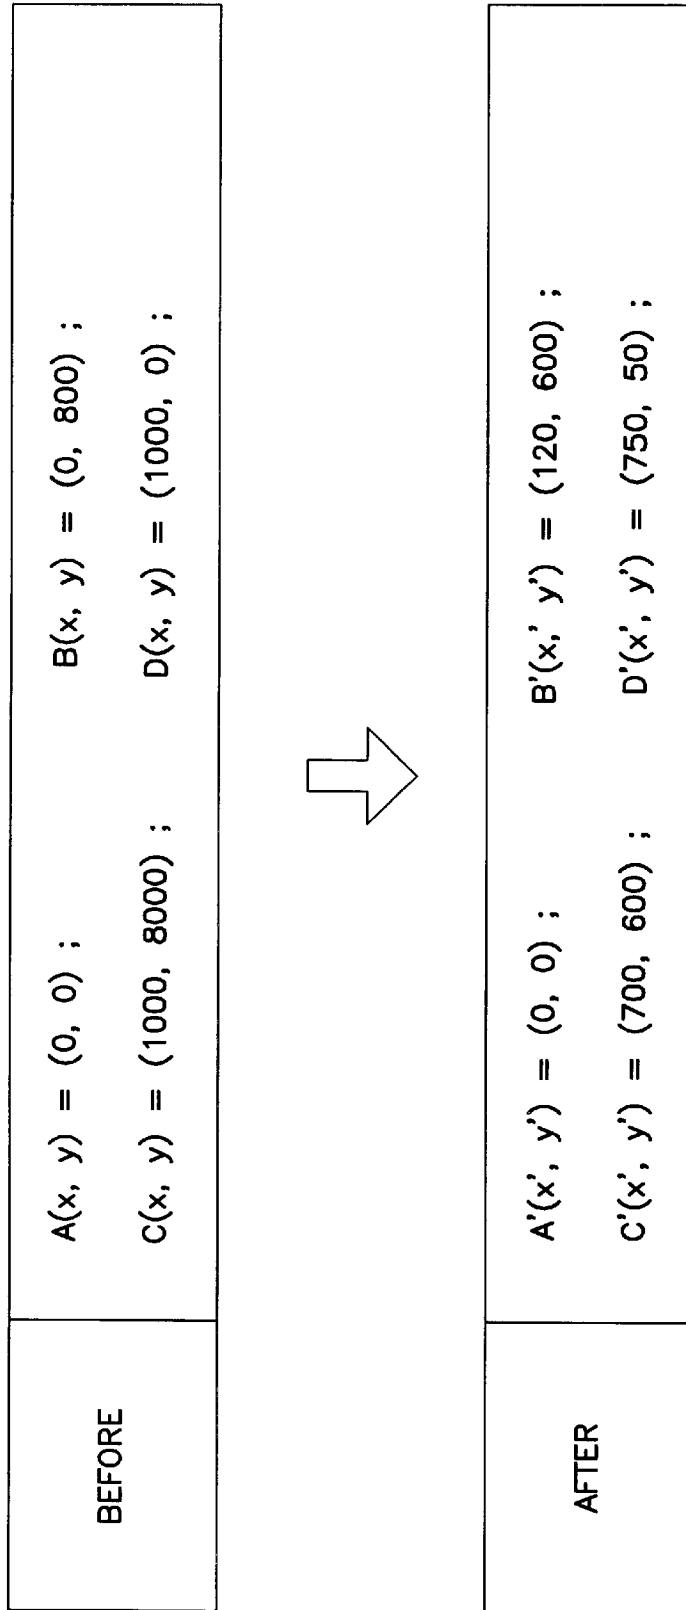 BEFORE
A(x, y) = (0, 0) ; B(x, y) = (0, 800) ;
C(x, y) = (1000, 8000) ; D(x, y) = (1000, 0) ;
AFTER
A'(x', y') = (0, 0) ; B'(x,' y') = (120, 600) ;
C'(x', y') = (700, 600) ; D'(x', y') = (750, 50) ;